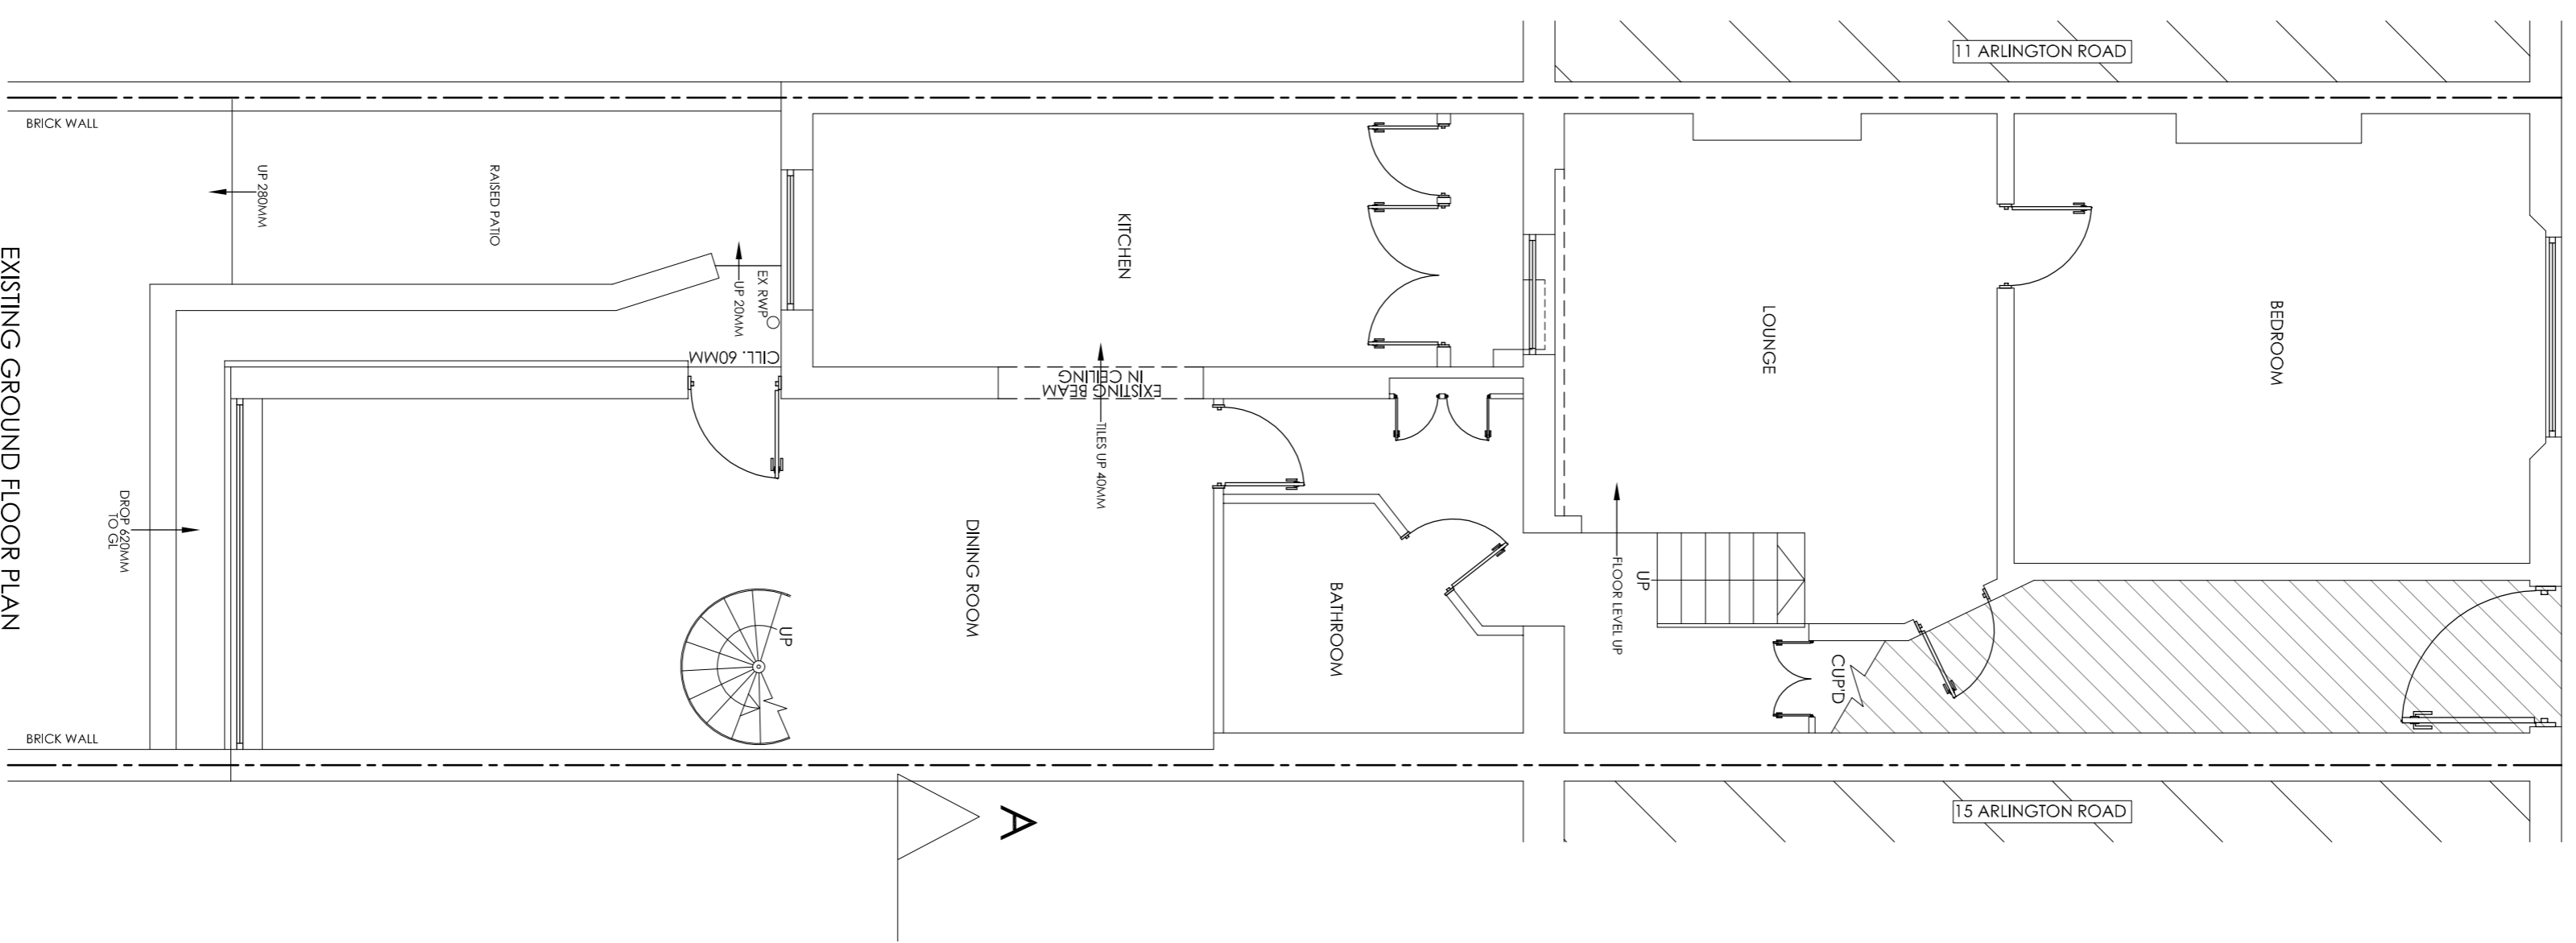 11 ARLINGTON ROAD
BRICK WALL
UP 280MM
RAISED PATIO
UP 20MM
EX RWP
CILL. 60MM
KITCHEN
EXISTING BEAM
IN CEILING
TILES UP 40MM
LOUNGE
BEDROOM
DROP 620MM
TO GL
DINING ROOM
UP
BATHROOM
FLOOR LEVEL UP
UP
CUP'D
BRICK WALL
15 ARLINGTON ROAD
A
EXISTING GROUND FLOOR PLAN